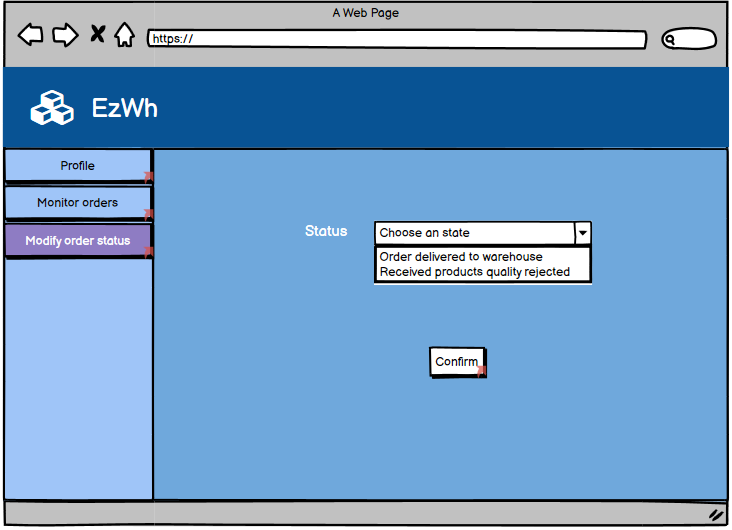 A Web Page
https://
EzWh
Profile
Monitor orders
Modify order status
Status
Choose an state
Order delivered to warehouse
Received products quality rejected
Confirm